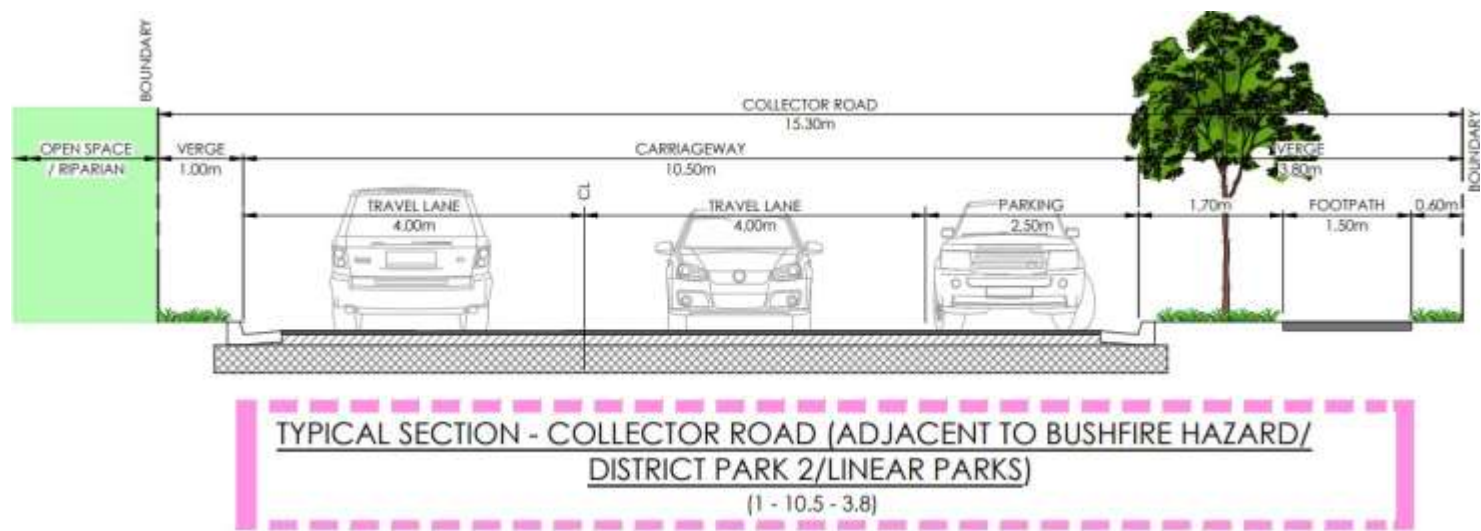 BOUNDARY
COLLECTOR ROAD
15.30m
BOUNDARY
OPEN SPACE
/ RIPARIAN
VERGE
1.00m
CARRIAGEWAY
10.50m
VERGE
3.80m
CL
TRAVEL LANE
4.00m
TRAVEL LANE
4.00m
PARKING
2.50m
1.70m
FOOTPATH
1.50m
0.60m
TYPICAL SECTION - COLLECTOR ROAD (ADJACENT TO BUSHFIRE HAZARD/
DISTRICT PARK 2/LINEAR PARKS)
(1 - 10.5 - 3.8)